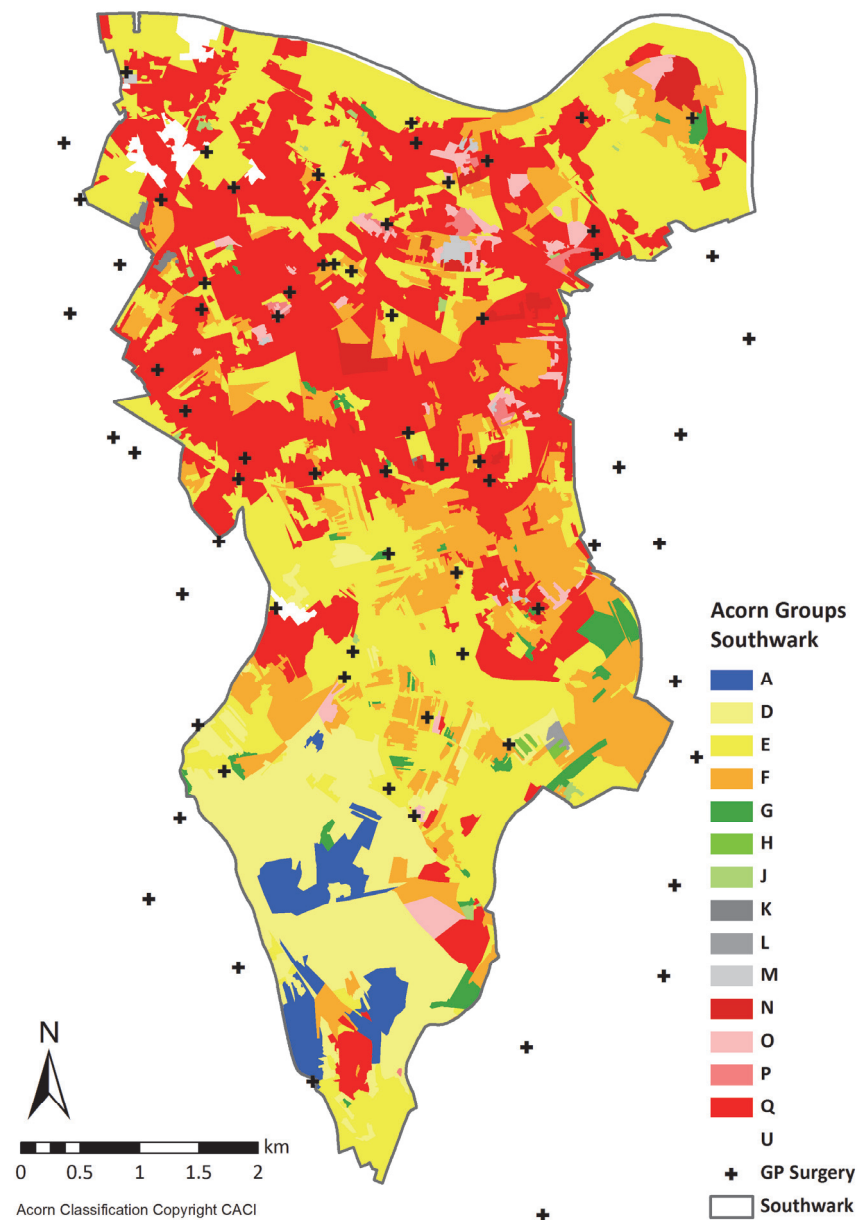 Acorn Groups
Southwark
A
D
E
F
G
H
J
K
L
M
N
O
P
Q
U
GP Surgery
Southwark
N
km
0 0.5 1 1.5 2
Acorn Classification Copyright CACI